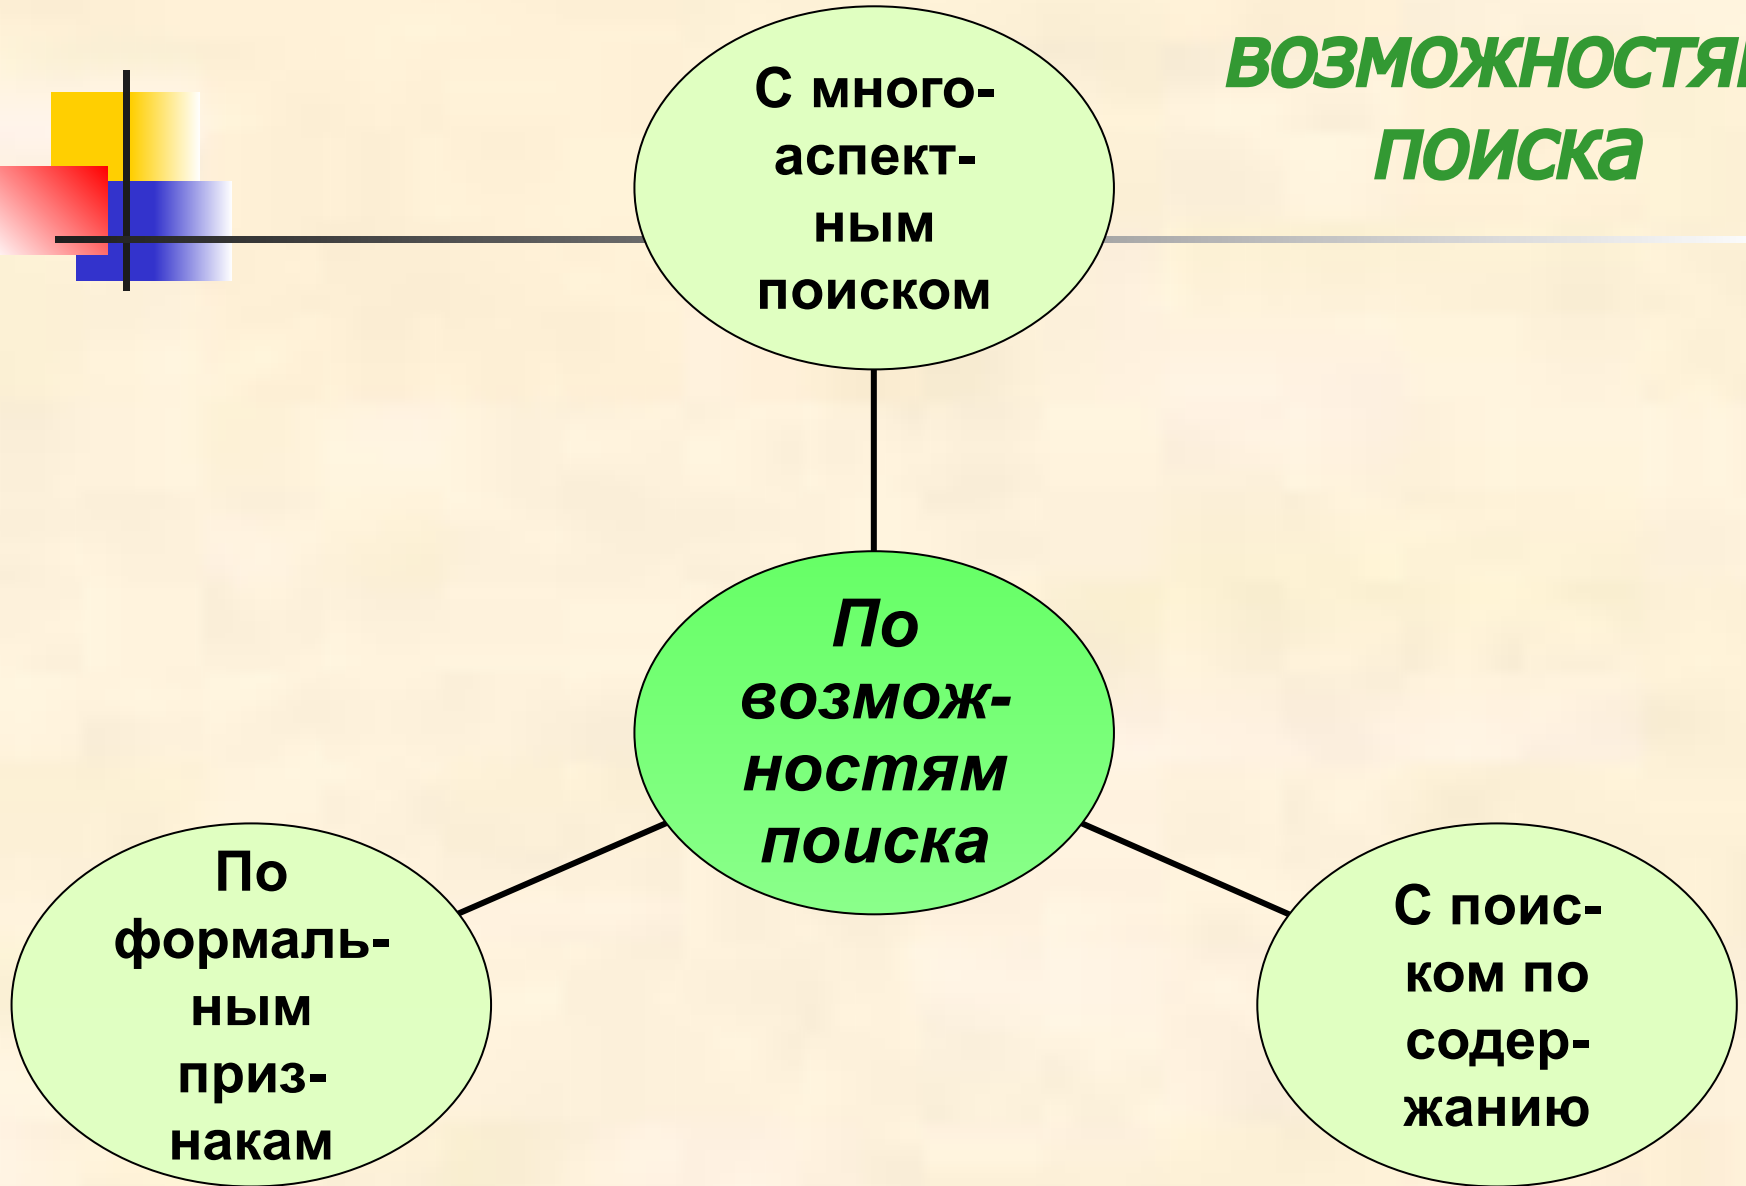 ВОЗМОЖНОСТЯМ
ПОИСКА
С много-
аспект-
ным
поиском
По
возмож-
ностям
поиска
По
формаль-
ным
приз-
накам
С поис-
ком по
содер-
жанию